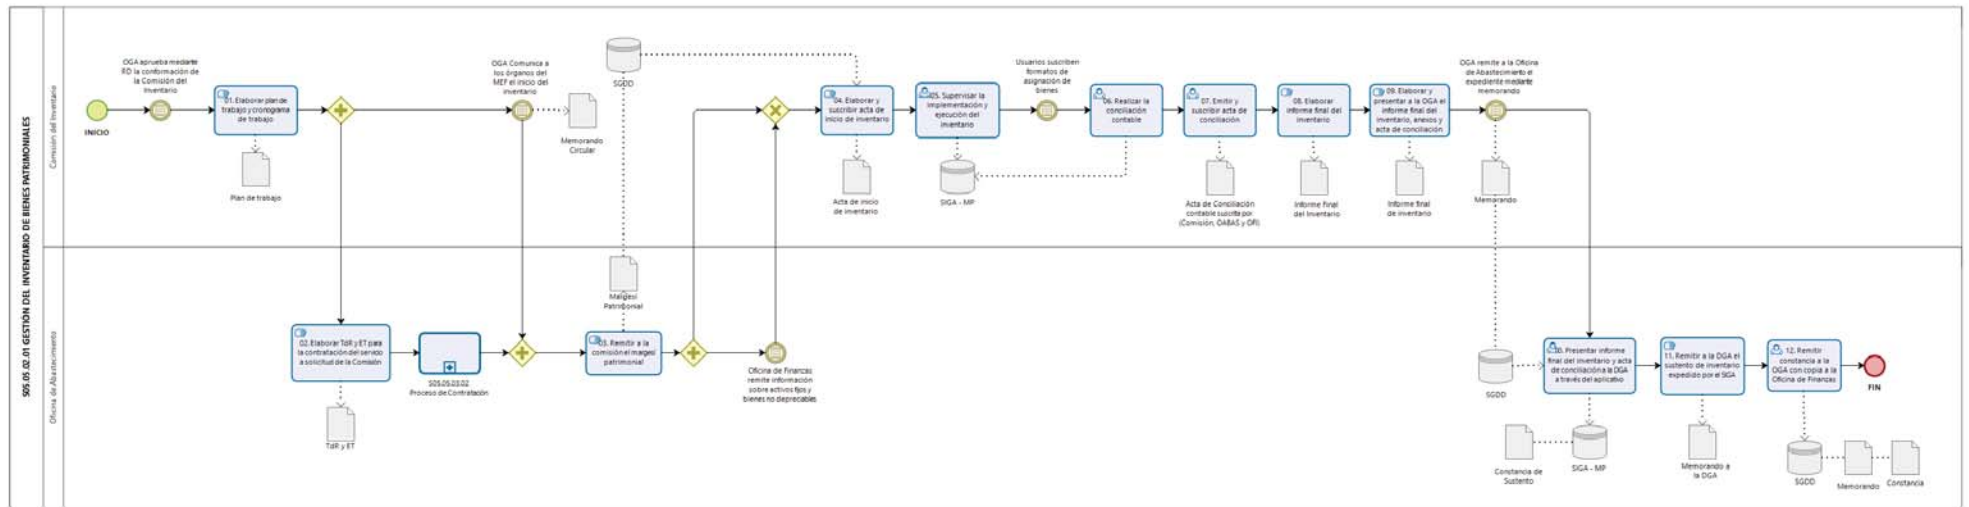 S05.05.02.01 GESTIÓN DEL INVENTARIO DE BIENES PATRIMONIALES
Comisión del Inventario
INICIO
OGA aprueba mediante
RD la conformación de
la Comisión del
Inventario
01. Elaborar plan de
trabajo y cronograma
de trabajo
Plan de trabajo
OGA Comunica a
los órganos del
MEF el inicio del
inventario
Memorando
Circular
SGDD
04. Elaborar y
suscribir acta de
inicio de inventario
Acta de inicio
de inventario
05. Supervisar la
implementación y
ejecución del
inventario
SIGA - MP
Usuarios suscriben
formatos de
asignación de
bienes
06. Realizar la
conciliación
contable
07. Emitir y
suscribir acta de
conciliación
Acta de Conciliación
contable suscrita por
(Comisión, OABAS y OFI)
08. Elaborar
informe final del
inventario
Informe final
del Inventario
09. Elaborar y
presentar a la OGA el
informe final del
inventario, anexos y
acta de conciliación
Informe final
de inventario
OGA remite a la Oficina
de Abastecimiento el
expediente mediante
memorando
Memorando
Oficina de Abastecimiento
02. Elaborar TdR y ET para
la contratación del servicio
a solicitud de la Comisión
TdR y ET
Proceso de Contratación
Margesí
Patrimonial
03. Remitir a la
comisión el margesí
patrimonial
Oficina de Finanzas
remite información
sobre activos fijos y
bienes no depreciables
SGDD
10. Presentar informe
final del inventario y acta
de conciliación a la DGA
a través del aplicativo
Constancia de
Sustento
SIGA - MP
11. Remitir a la DGA el
sustento de inventario
expedido por el SIGA
Memorando a
la DGA
12. Remitir
constancia a la
OGA con copia a la
Oficina de Finanzas
SGDD
Memorando
Constancia
FIN